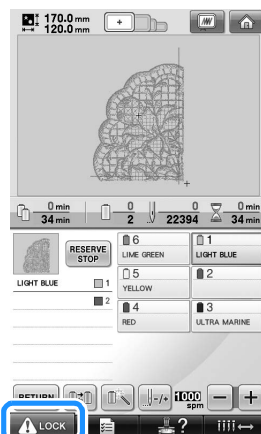 170.0 mm
120.0 mm
0 min
34 min
0
2
0
22394
0 min
34 min
RESERVE STOP
LIGHT BLUE 1
2
6 LIME GREEN
1 LIGHT BLUE
5 YELLOW
2
4 RED
3 ULTRA MARINE
RETURN
-/+
1000 spm
- +
LOCK
?